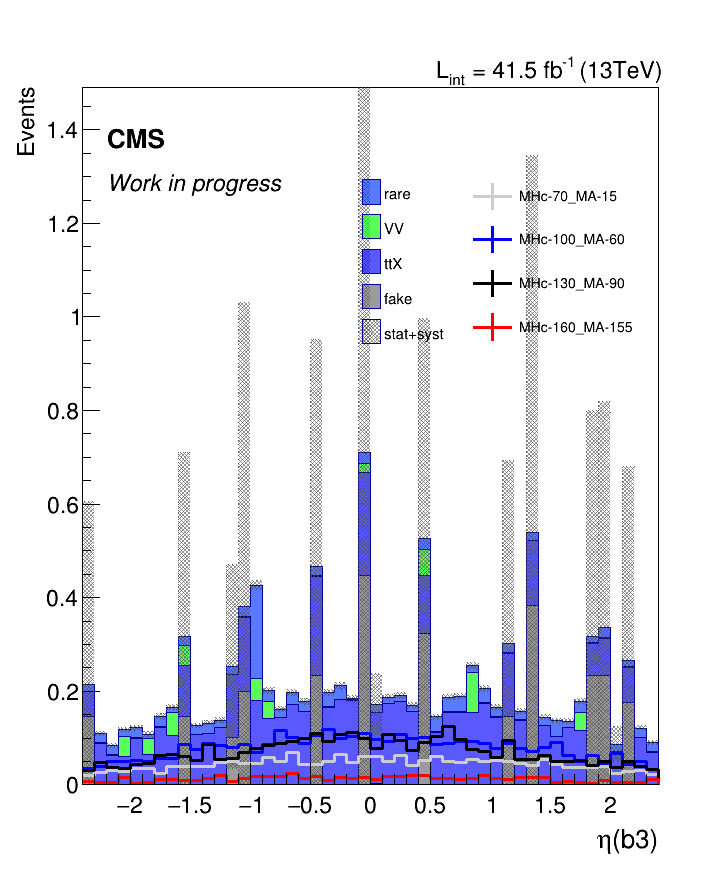 L_int = 41.5 fb^-1 (13TeV)
Events
CMS
Work in progress
rare
VV
ttX
fake
stat+syst
MHc-70_MA-15
MHc-100_MA-60
MHc-130_MA-90
MHc-160_MA-155
1.4
1.2
1
0.8
0.6
0.4
0.2
0
−2 −1.5 −1 −0.5 0 0.5 1 1.5 2
η(b3)